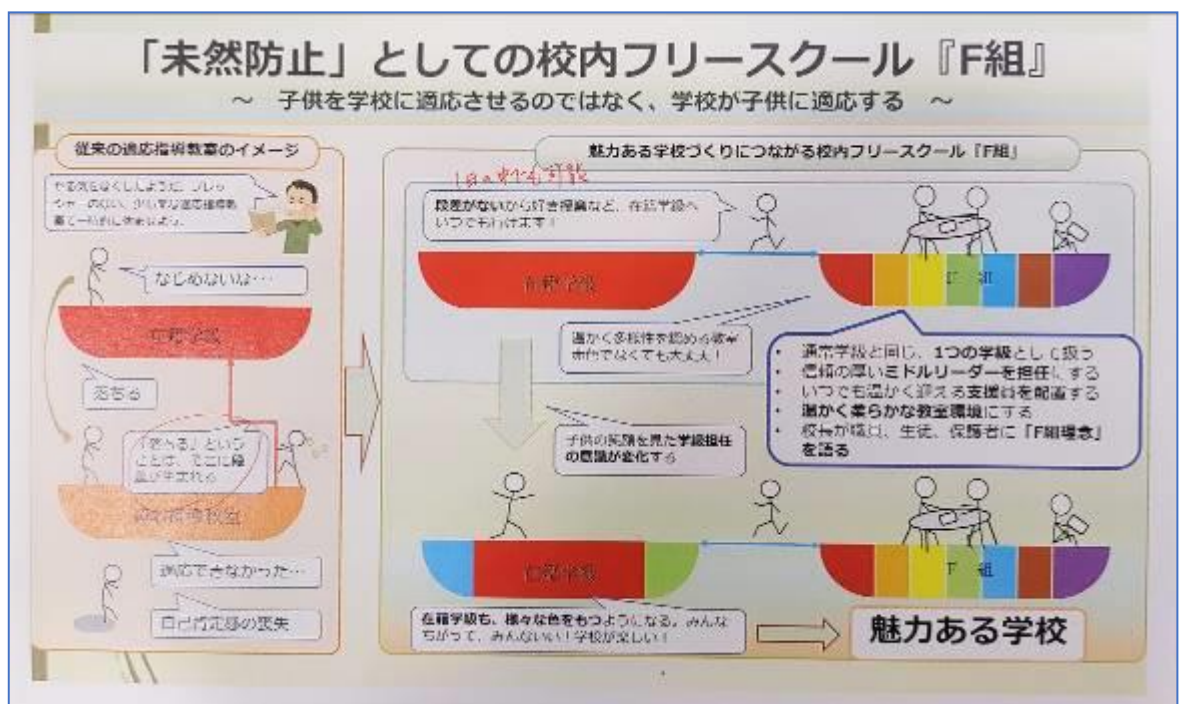 「未然防止」としての校内フリースクール『F組』
～ 子供を学校に適応させるのではなく、学校が子供に適応する ～
従来の適応指導教室のイメージ
なじめないな…
在籍学級
落ちる
「落ちる」という
ことは、そこに段
差が生まれる
適応指導教室
適応できなかった…
自己肯定感の喪失
魅力ある学校づくりにつながる校内フリースクール『F組』
1日の中でも可能
段差がないから好き授業など、在籍学級へ
いつでも行けます！
在籍学級
F 組
温かく多様性を認める教室
赤色でなくても大丈夫！
• 通常学級と同じ、1つの学級として扱う
• 信頼の厚いミドルリーダーを担任にする
• いつでも温かく迎える支援員を配置する
• 温かく柔らかな教室環境にする
• 校長が職員、生徒、保護者に「F組理念」
を語る
子供の笑顔を見た学級担任
の意識が変化する
在籍学級
F 組
在籍学級も、様々な色をもつようになる。みんな
ちがって、みんないい！学校が楽しい！
魅力ある学校